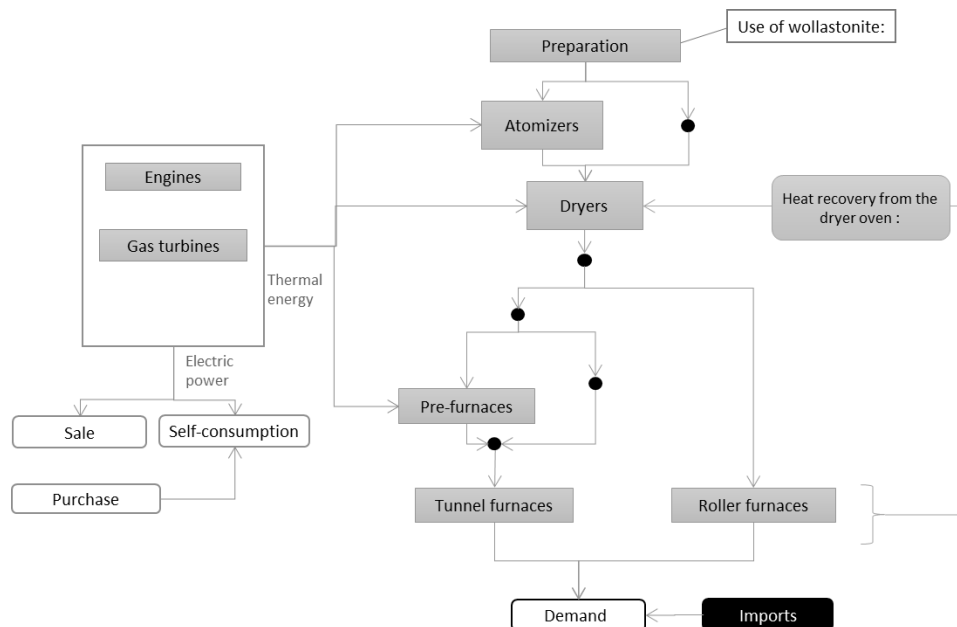 Use of wollastonite:
Preparation
Atomizers
Engines
Dryers
Heat recovery from the
dryer oven :
Gas turbines
Thermal
energy
Electric
power
Pre-furnaces
Sale
Self-consumption
Purchase
Tunnel furnaces
Roller furnaces
Demand
Imports